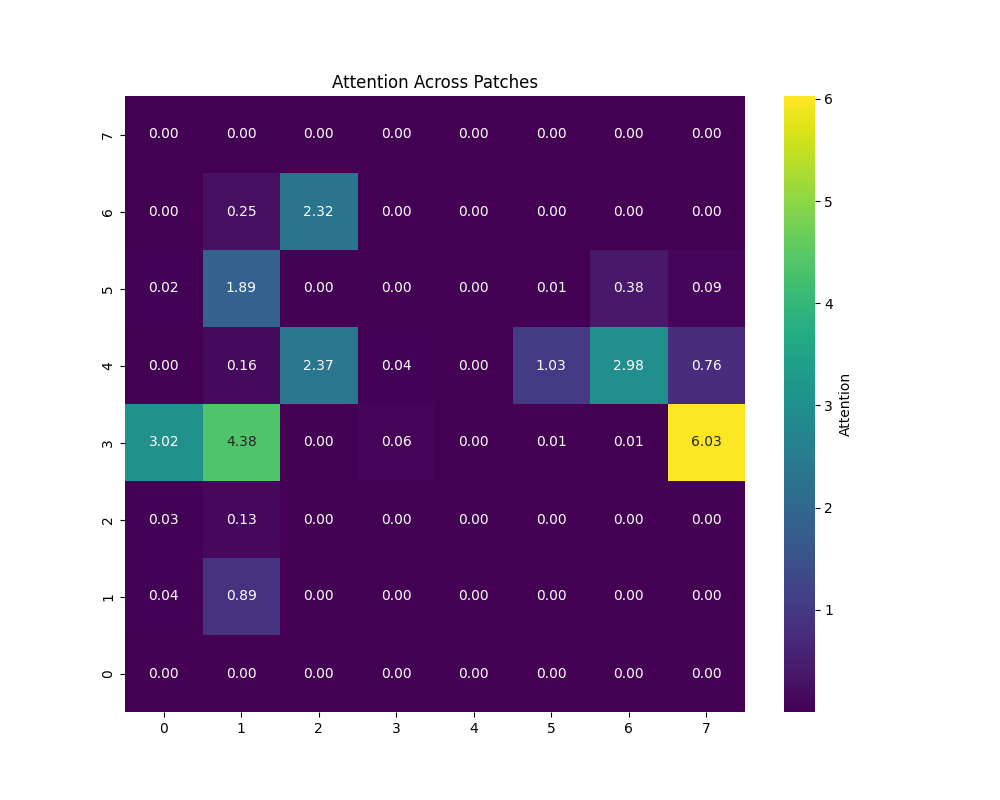 Attention Across Patches
7 0.00 0.00 0.00 0.00 0.00 0.00 0.00 0.00
6 0.00 0.25 2.32 0.00 0.00 0.00 0.00 0.00
5 0.02 1.89 0.00 0.00 0.00 0.01 0.38 0.09
4 0.00 0.16 2.37 0.04 0.00 1.03 2.98 0.76
3 3.02 4.38 0.00 0.06 0.00 0.01 0.01 6.03
2 0.03 0.13 0.00 0.00 0.00 0.00 0.00 0.00
1 0.04 0.89 0.00 0.00 0.00 0.00 0.00 0.00
0 0.00 0.00 0.00 0.00 0.00 0.00 0.00 0.00
0 1 2 3 4 5 6 7
6
5
4
3
2
1
Attention